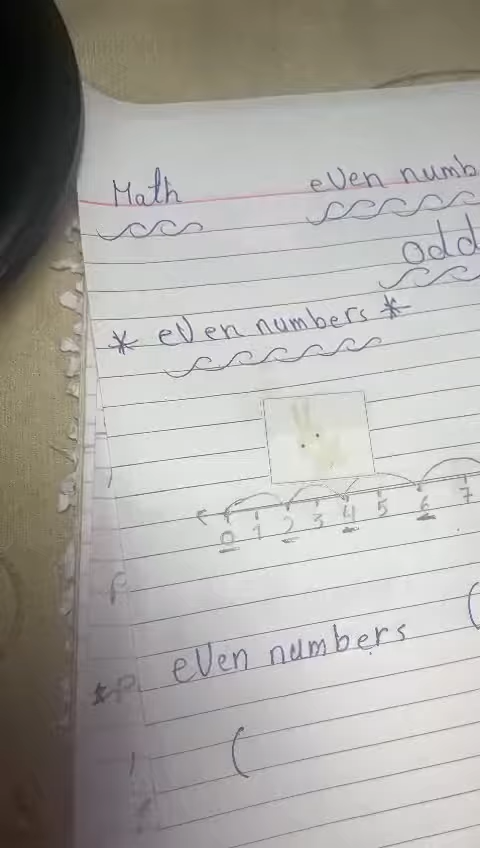 Math even numb
odd
* even numbers *
0 1 2 3 4 5 6 7
even numbers (
(